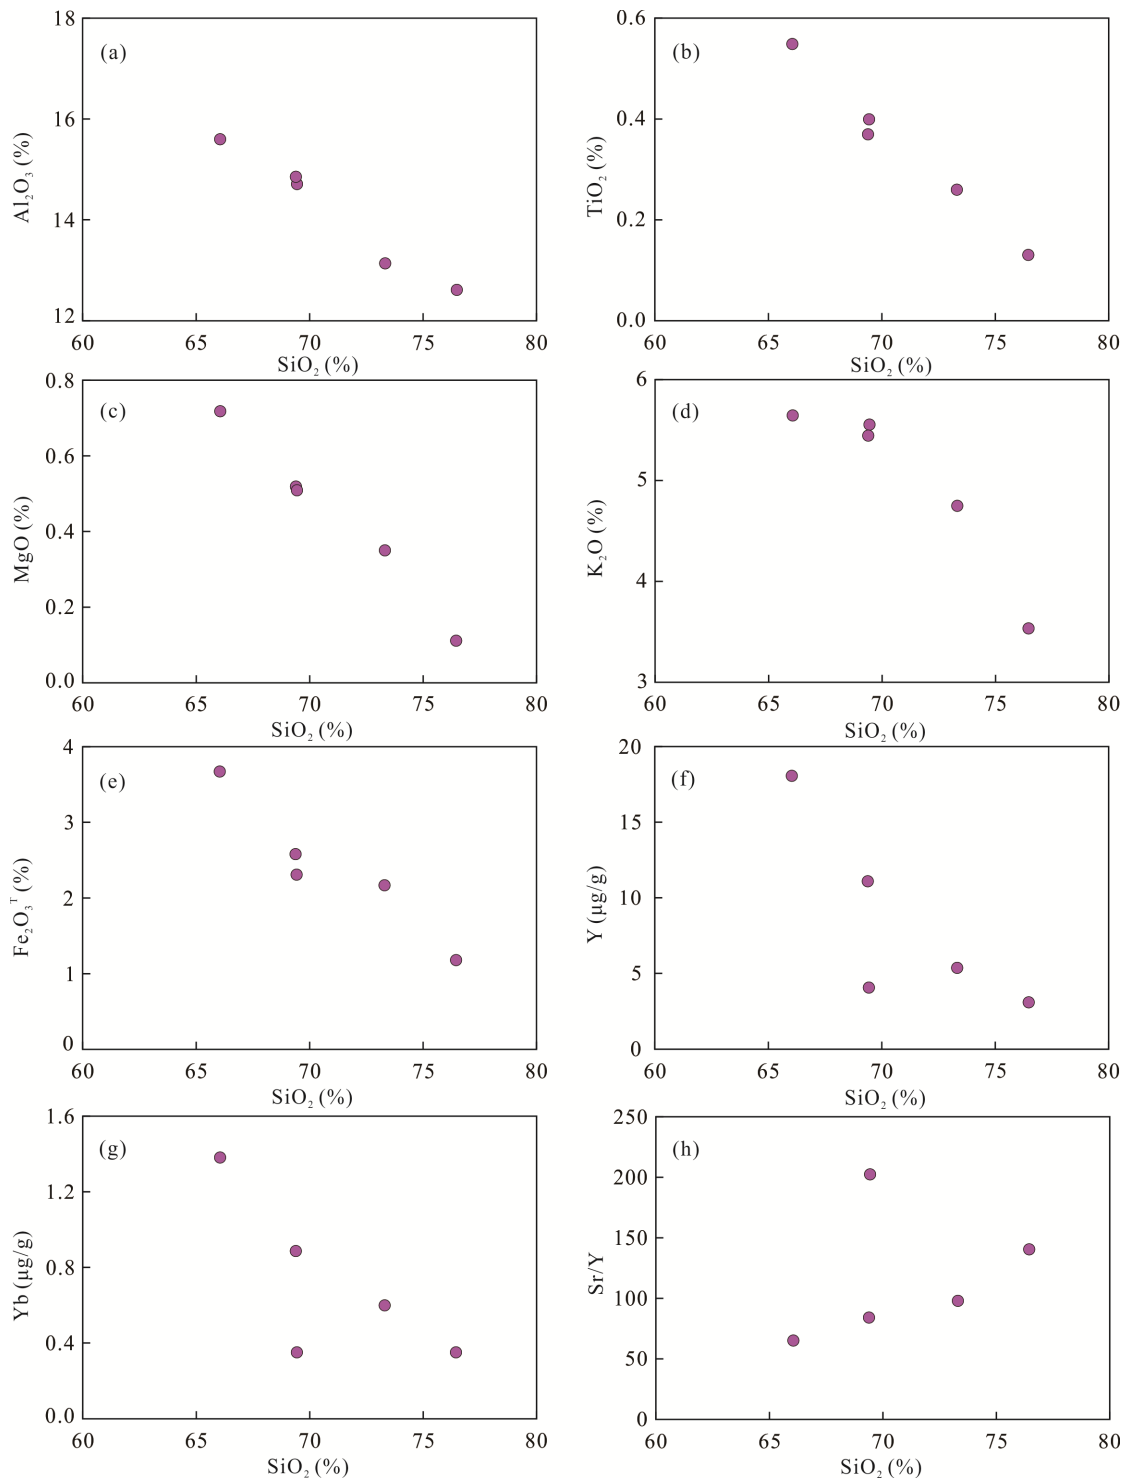 (a)
18
16
14
12
Al₂O₃ (%)
60 65 70 75 80
SiO₂ (%)
(b)
0.6
0.4
0.2
0.0
TiO₂ (%)
60 65 70 75 80
SiO₂ (%)
(c)
0.8
0.6
0.4
0.2
0.0
MgO (%)
60 65 70 75 80
SiO₂ (%)
(d)
6
5
4
3
K₂O (%)
60 65 70 75 80
SiO₂ (%)
(e)
4
3
2
1
0
Fe₂O₃ᵀ (%)
60 65 70 75 80
SiO₂ (%)
(f)
20
15
10
5
0
Y (μg/g)
60 65 70 75 80
SiO₂ (%)
(g)
1.6
1.2
0.8
0.4
0.0
Yb (μg/g)
60 65 70 75 80
SiO₂ (%)
(h)
250
200
150
100
50
0
Sr/Y
60 65 70 75 80
SiO₂ (%)